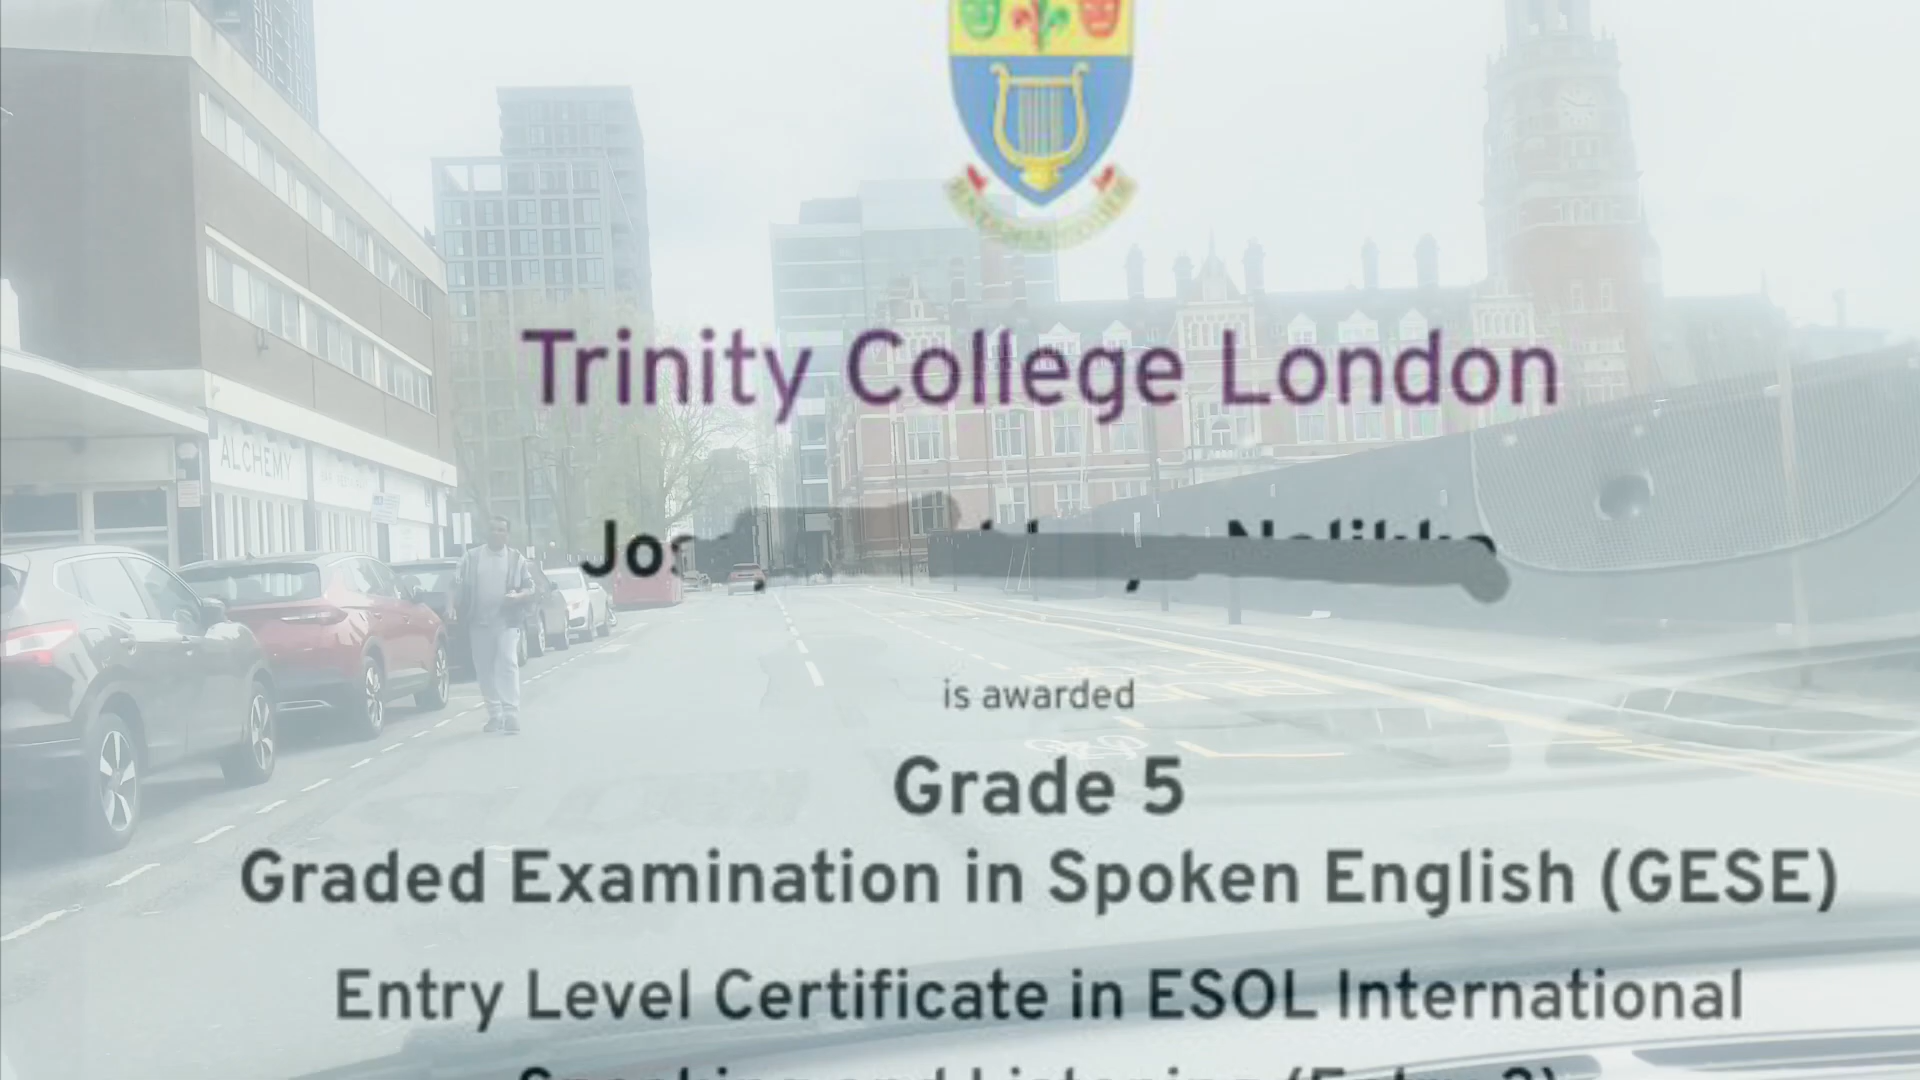 Trinity College London
ALCHEMY
is awarded
Grade 5
Graded Examination in Spoken English (GESE)
Entry Level Certificate in ESOL International